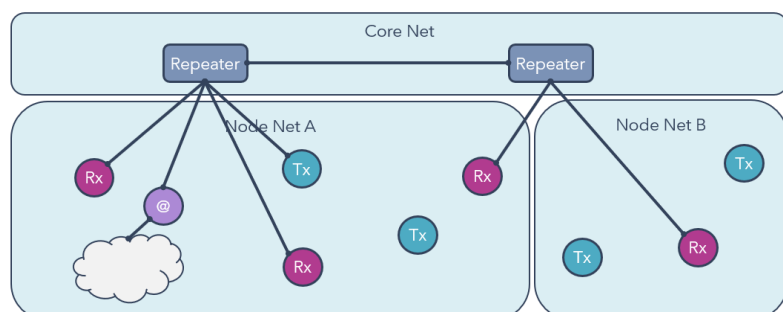 Core Net
Repeater
Repeater
Node Net A
Node Net B
Tx
Tx
Rx
Rx
@
Tx
Rx
Tx
Rx